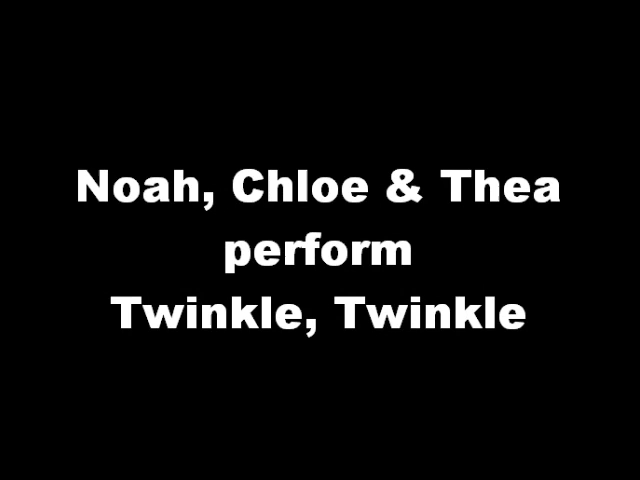 Noah, Chloe & Thea
perform
Twinkle, Twinkle